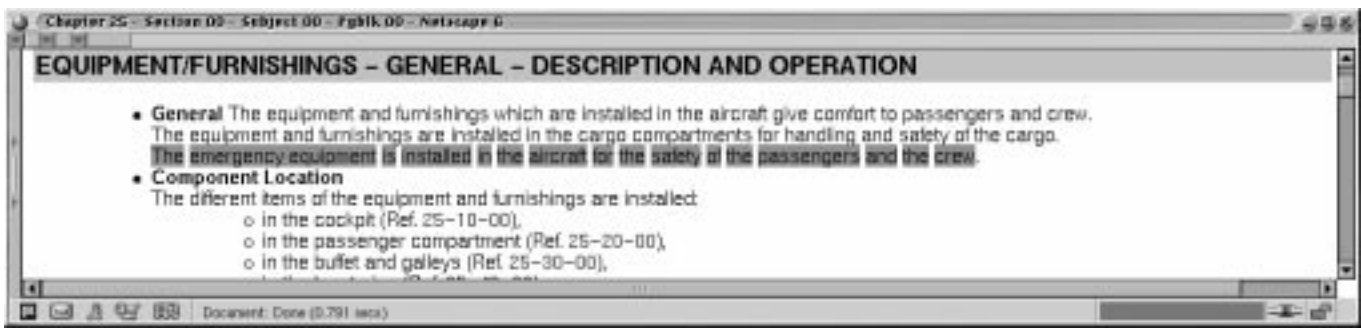 Chapter 25 - Section 00 - Subject 00 - Pgblk 00 - Netscape 6
EQUIPMENT/FURNISHINGS – GENERAL – DESCRIPTION AND OPERATION
• General The equipment and furnishings which are installed in the aircraft give comfort to passengers and crew.
The equipment and furnishings are installed in the cargo compartments for handling and safety of the cargo.
The emergency equipment is installed in the aircraft for the safety of the passengers and the crew.
• Component Location
The different items of the equipment and furnishings are installed:
o in the cockpit (Ref. 25-10-00),
o in the passenger compartment (Ref. 25-20-00),
o in the buffet and galleys (Ref. 25-30-00),
Document: Done (0.791 secs)